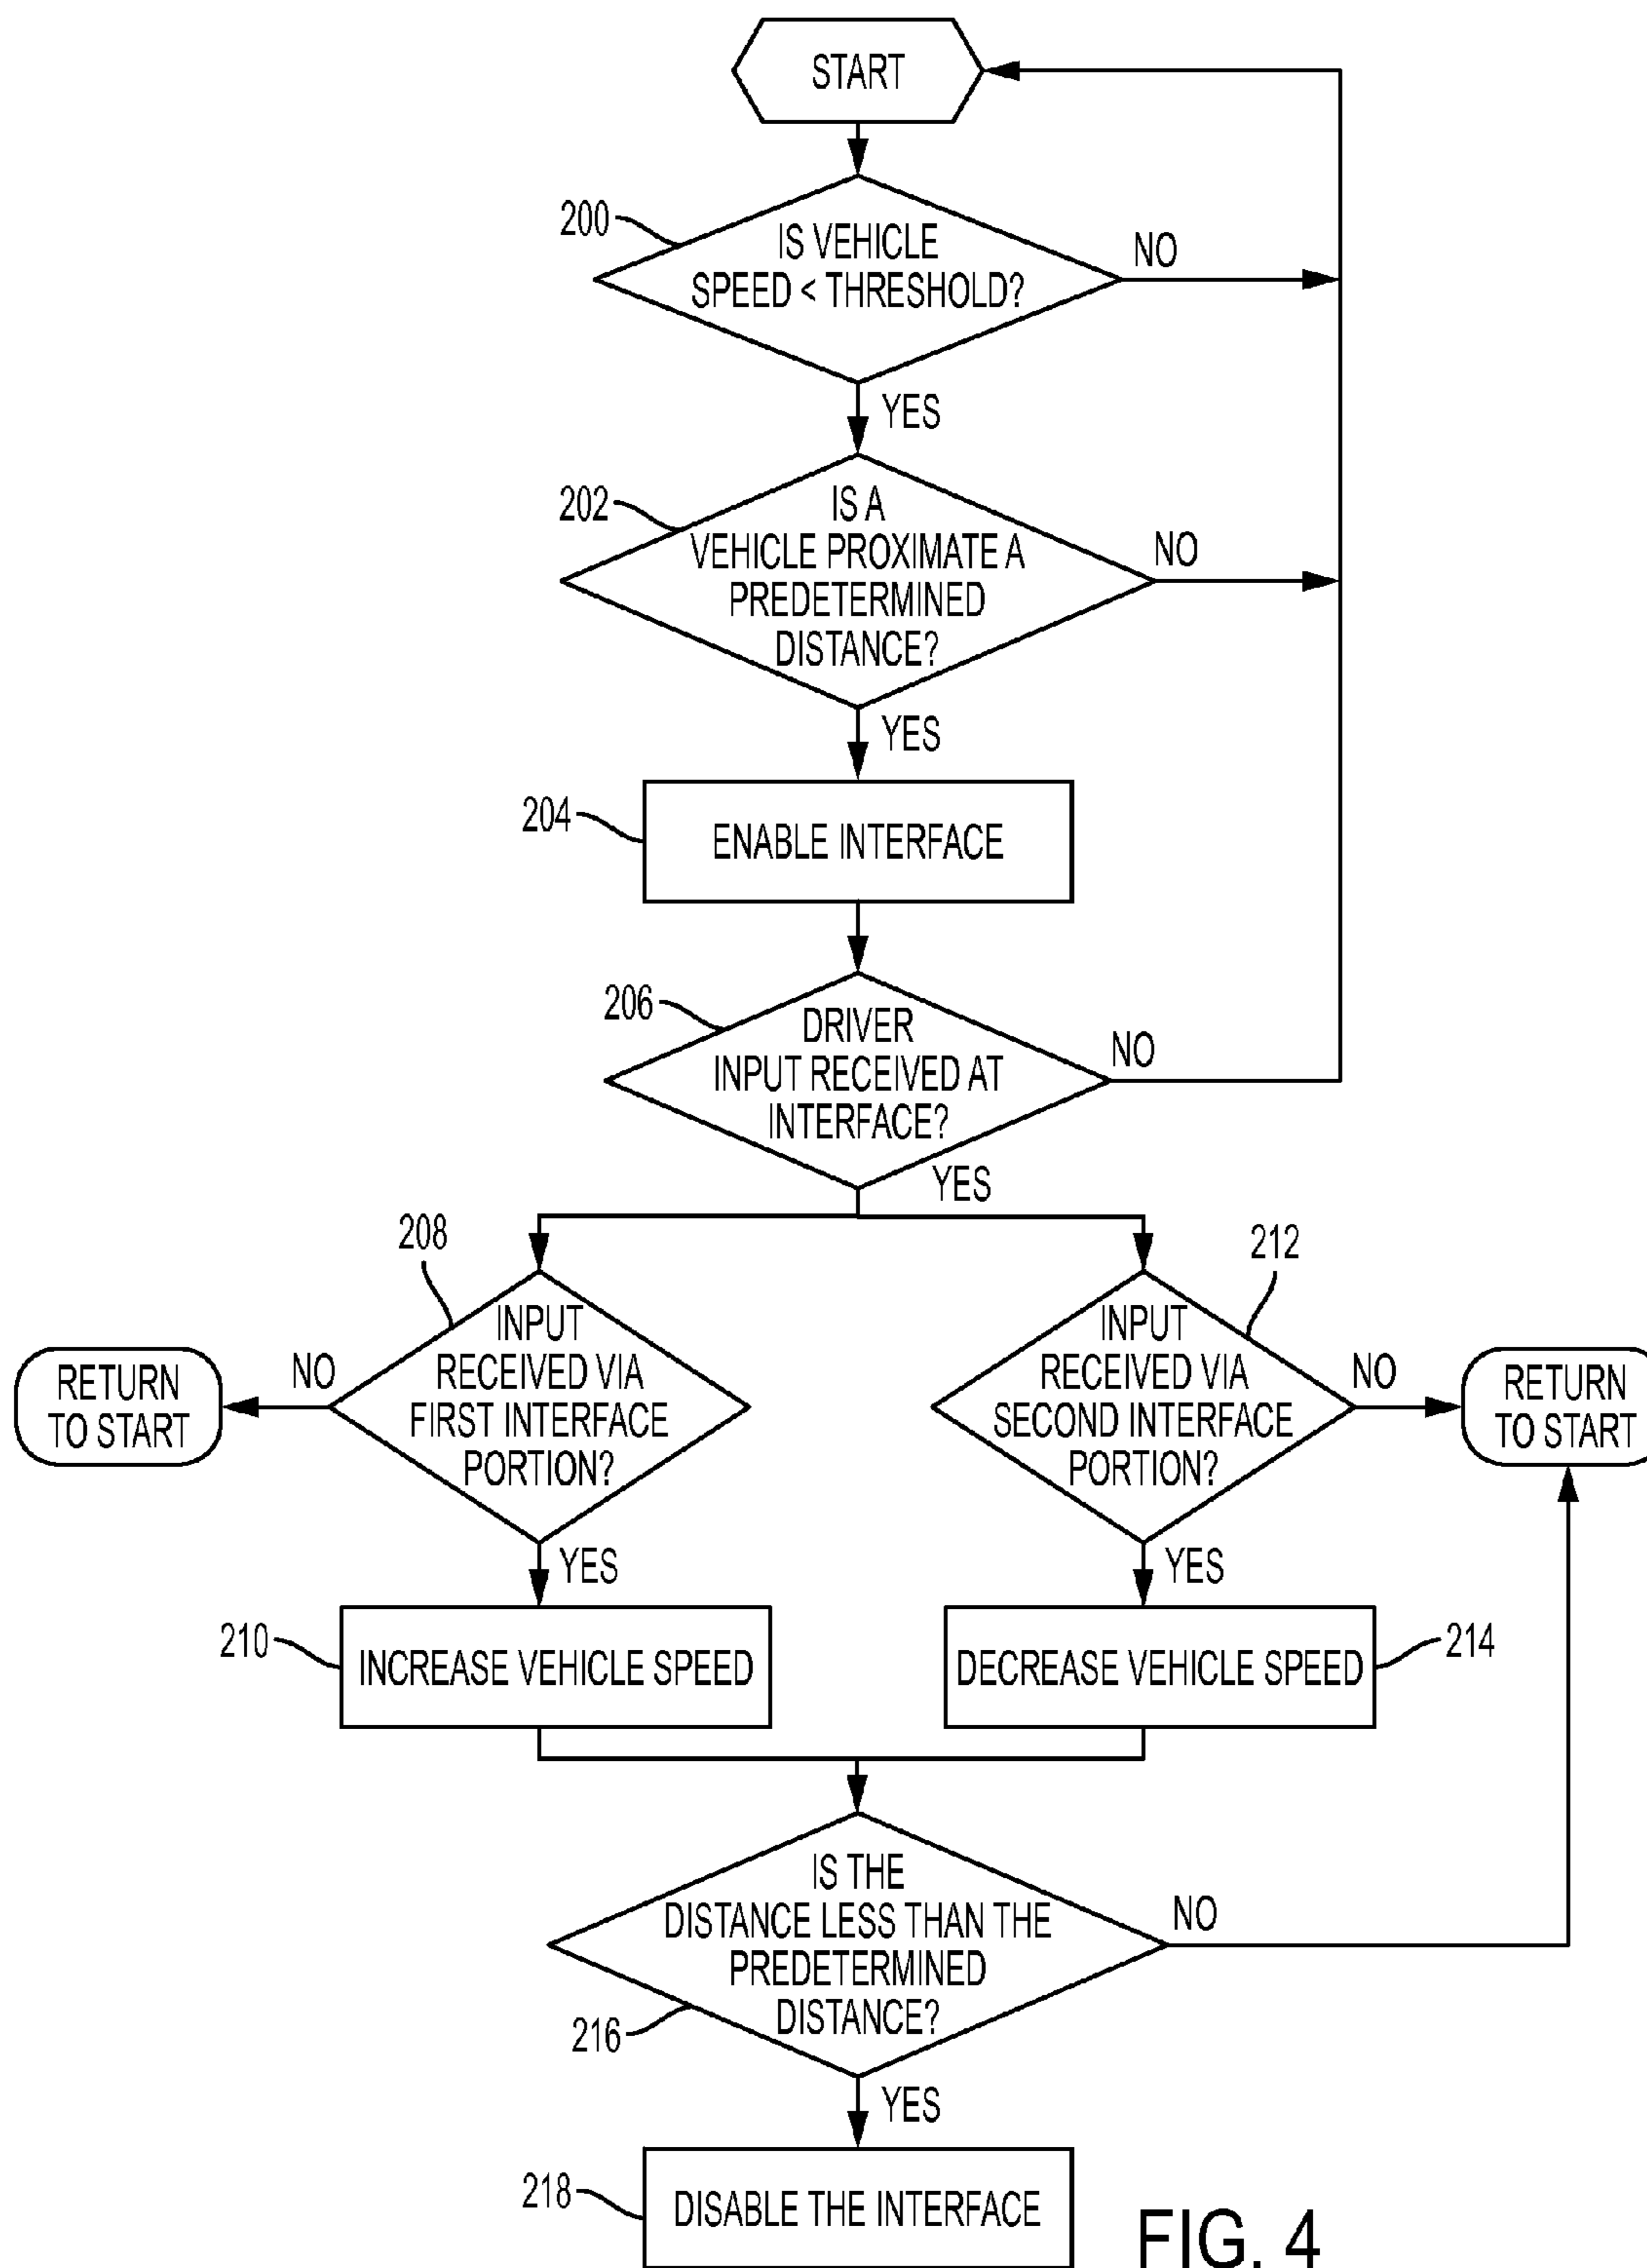 START
200
IS VEHICLE
SPEED < THRESHOLD?
NO
YES
202
IS A
VEHICLE PROXIMATE A
PREDETERMINED
DISTANCE?
NO
YES
204
ENABLE INTERFACE
206
DRIVER
INPUT RECEIVED AT
INTERFACE?
NO
YES
208
INPUT
RECEIVED VIA
FIRST INTERFACE
PORTION?
NO
RETURN
TO START
YES
212
INPUT
RECEIVED VIA
SECOND INTERFACE
PORTION?
NO
RETURN
TO START
YES
210
INCREASE VEHICLE SPEED
DECREASE VEHICLE SPEED
214
IS THE
DISTANCE LESS THAN THE
PREDETERMINED
DISTANCE?
216
NO
YES
218
DISABLE THE INTERFACE
FIG. 4